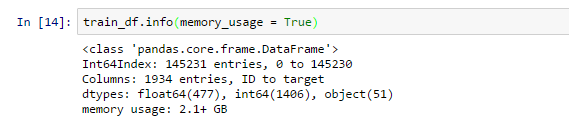 In [14]: train_df.info(memory_usage = True)
<class 'pandas.core.frame.DataFrame'>
Int64Index: 145231 entries, 0 to 145230
Columns: 1934 entries, ID to target
dtypes: float64(477), int64(1406), object(51)
memory usage: 2.1+ GB